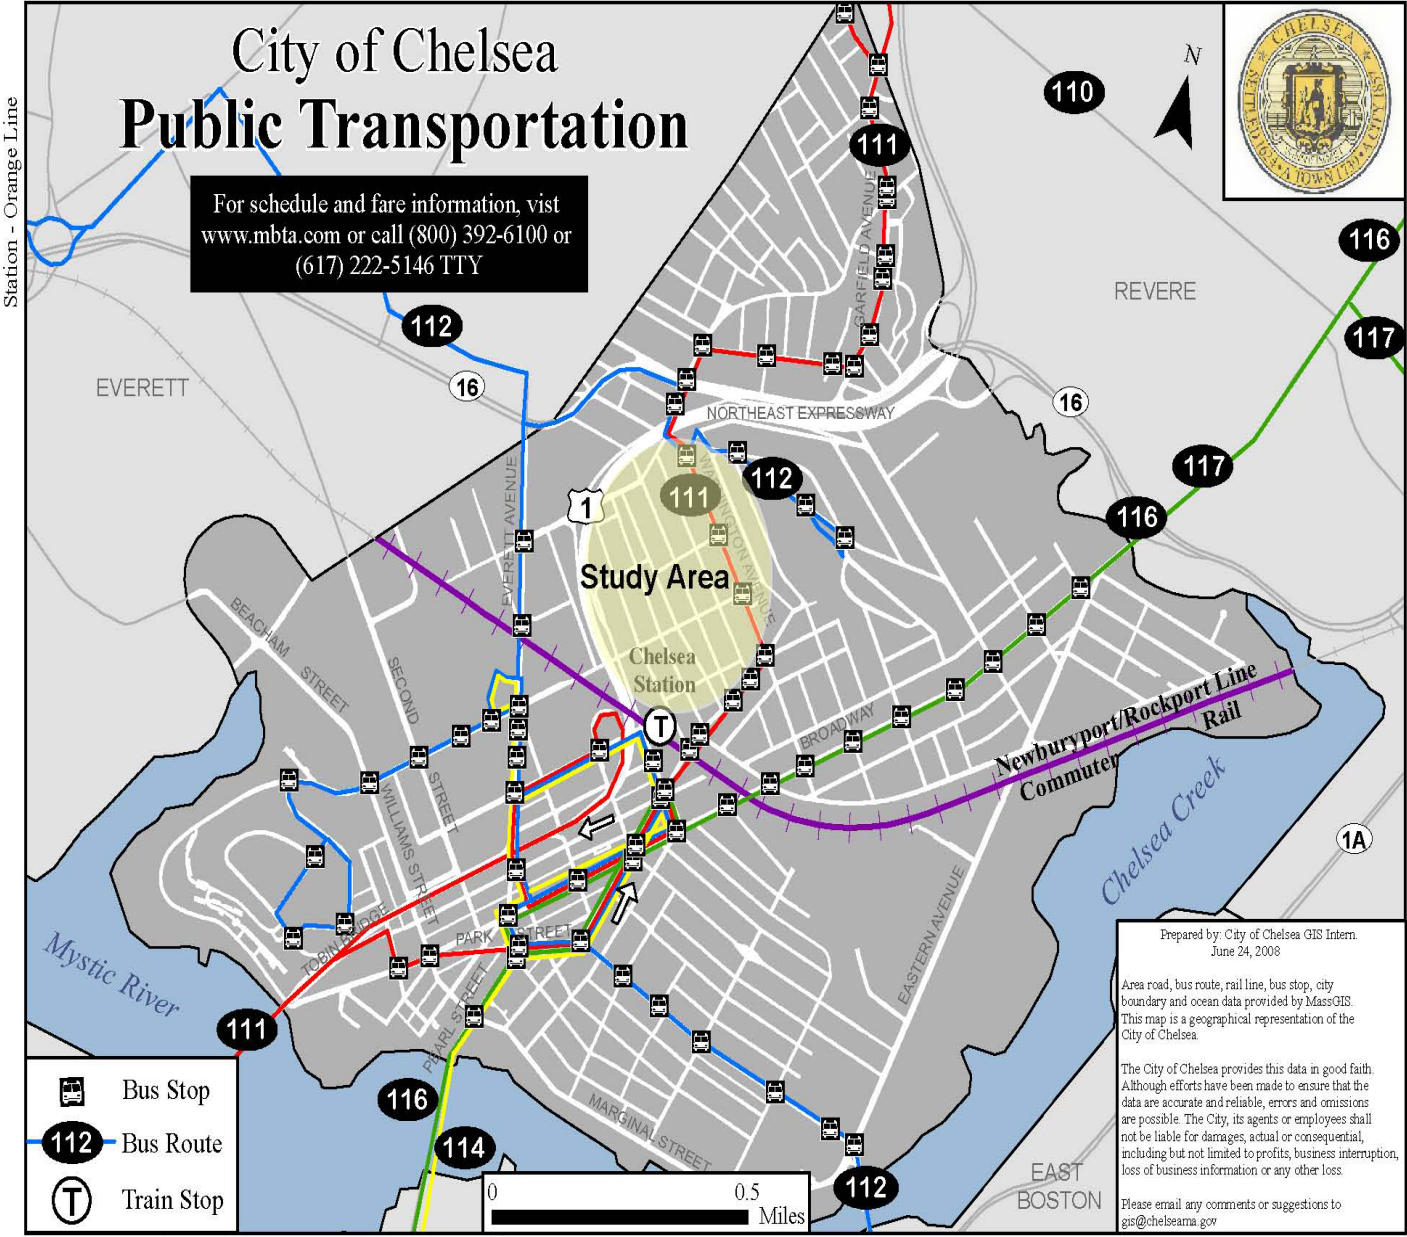 City of Chelsea
Public Transportation
For schedule and fare information, vist
www.mbta.com or call (800) 392-6100 or
(617) 222-5146 TTY
Station - Orange Line
N
CHELSEA
110
111
GARFIELD AVENUE
116
117
REVERE
112
EVERETT
16
16
NORTHEAST EXPRESSWAY
117
116
1
111
112
WASHINGTON AVENUE
EVERETT AVENUE
Study Area
Chelsea
Station
T
BEACHAM
STREET
SECOND
STREET
WILLIAMS STREET
BROADWAY
Newburyport/Rockport Line
Commuter
Rail
Chelsea Creek
1A
EASTERN AVENUE
PARK
STREET
TOBIN BRIDGE
PEARL STREET
Mystic River
111
116
114
MARGINAL STREET
112
EAST
BOSTON
Bus Stop
112
Bus Route
T
Train Stop
0
0.5
Miles
Prepared by: City of Chelsea GIS Intern.
June 24, 2008
Area road, bus route, rail line, bus stop, city
boundary and ocean data provided by MassGIS.
This map is a geographical representation of the
City of Chelsea.
The City of Chelsea provides this data in good faith.
Although efforts have been made to ensure that the
data are accurate and reliable, errors and omissions
are possible. The City, its agents or employees shall
not be liable for damages, actual or consequential,
including but not limited to profits, business interruption,
loss of business information or any other loss.
Please email any comments or suggestions to
gis@chelseama.gov